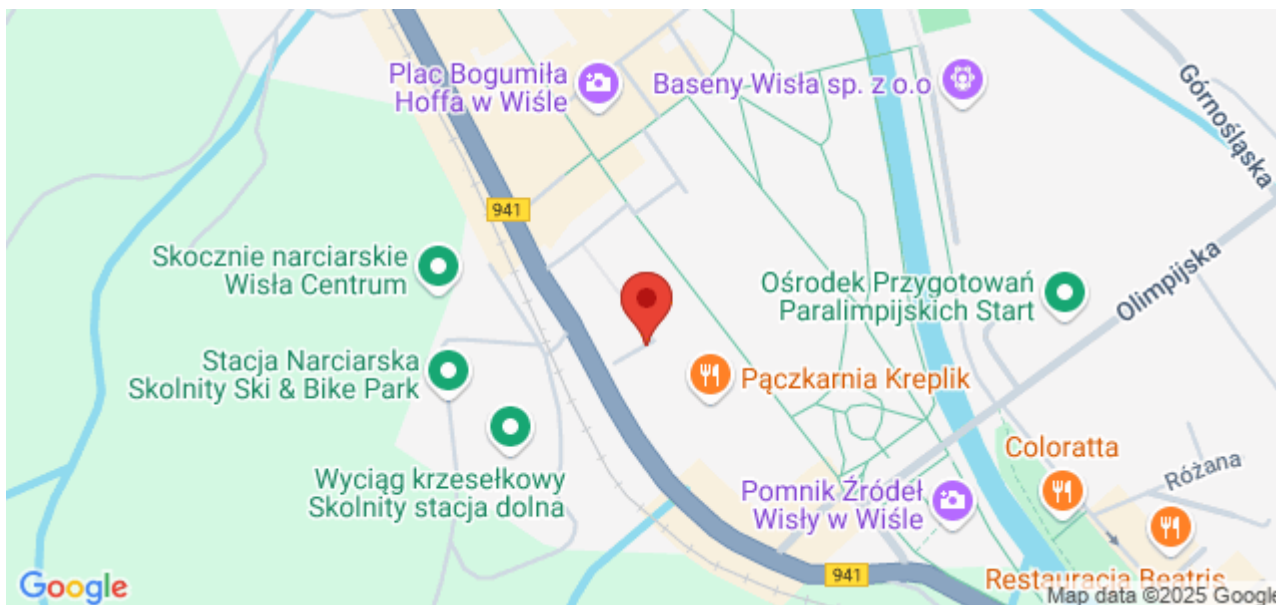 Plac Bogumiła
Hoffa w Wiśle
Baseny Wisła sp. z o.o
Górnośląska
941
Skocznie narciarskie
Wisła Centrum
Ośrodek Przygotowań
Paralimpijskich Start
Olimpijska
Stacja Narciarska
Skolnity Ski & Bike Park
Pączkarnia Kreplik
Wyciąg krzesełkowy
Skolnity stacja dolna
Coloratta
Różana
Pomnik Źródeł
Wisły w Wiśle
941
Restauracja Beatris
Google
Map data ©2025 Google